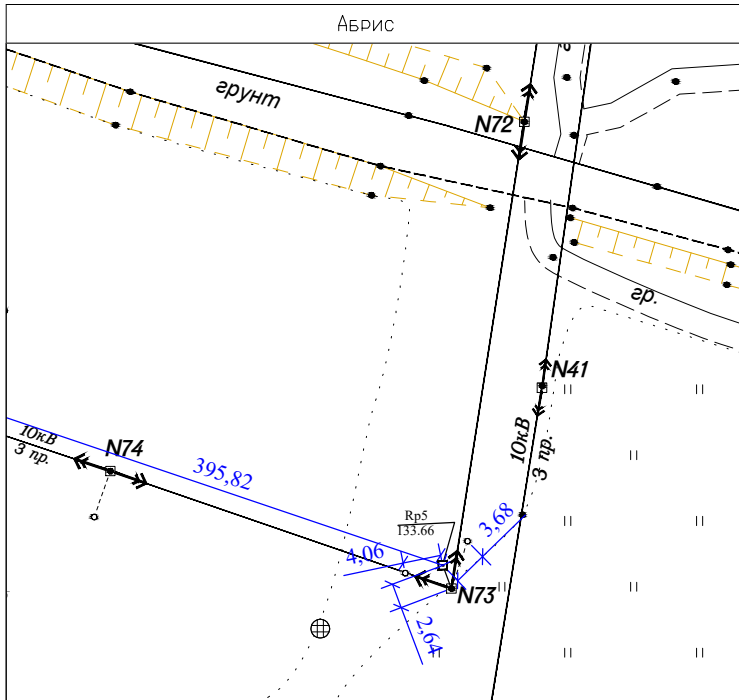 Абрис
грунт
N72
гр.
N41
10кВ
3 пр.
N74
10кВ
3 пр.
395,82
Rp5
133.66
3,68
4,06
N73
2,64